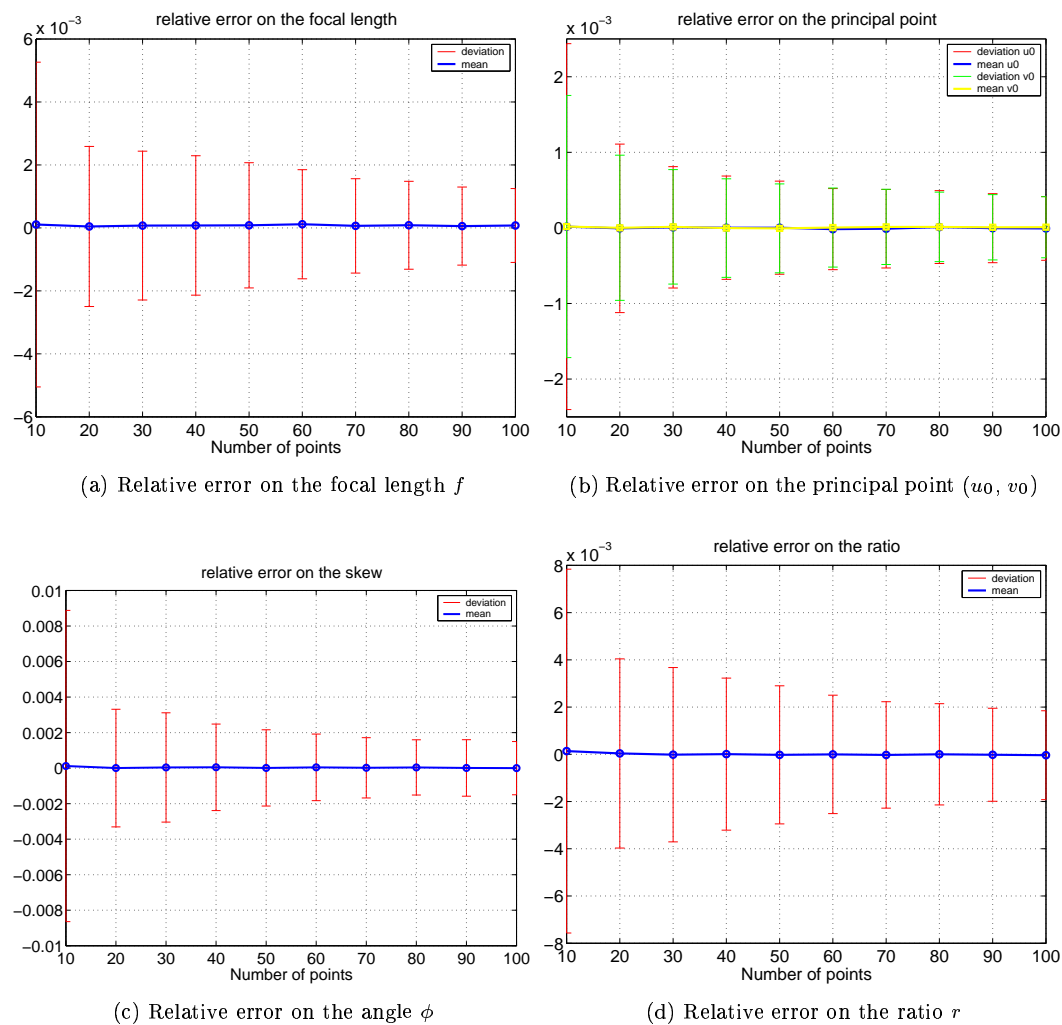 relative error on the focal length
x 10⁻³
deviation
mean
6
4
2
0
−2
−4
−6
10 20 30 40 50 60 70 80 90 100
Number of points
(a) Relative error on the focal length f
relative error on the principal point
x 10⁻³
deviation u0
mean u0
deviation v0
mean v0
2
1
0
−1
−2
10 20 30 40 50 60 70 80 90 100
Number of points
(b) Relative error on the principal point (u₀, v₀)
relative error on the skew
deviation
mean
0.01
0.008
0.006
0.004
0.002
0
−0.002
−0.004
−0.006
−0.008
−0.01
10 20 30 40 50 60 70 80 90 100
Number of points
(c) Relative error on the angle ϕ
relative error on the ratio
x 10⁻³
deviation
mean
8
6
4
2
0
−2
−4
−6
−8
10 20 30 40 50 60 70 80 90 100
Number of points
(d) Relative error on the ratio r